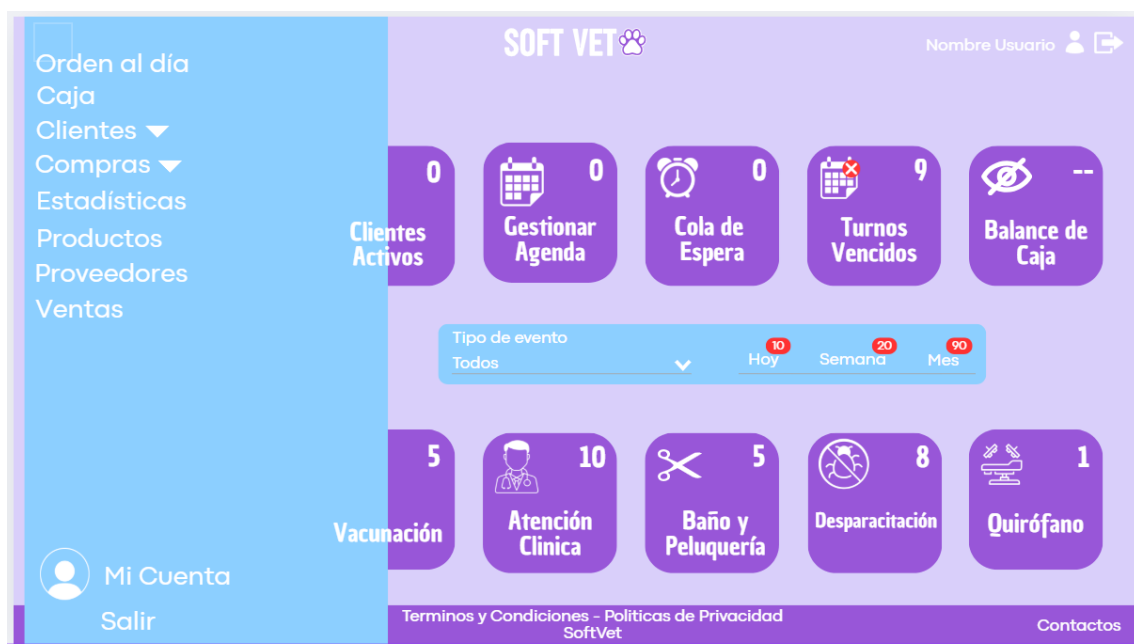 SOFT VET
Nombre Usuario
Orden al día
Caja
Clientes
Compras
Estadísticas
Productos
Proveedores
Ventas
Mi Cuenta
Salir
0
Clientes
Activos
0
Gestionar
Agenda
0
Cola de
Espera
9
Turnos
Vencidos
--
Balance de
Caja
Tipo de evento
Todos
10
Hoy
20
Semana
90
Mes
5
Vacunación
10
Atención
Clinica
5
Baño y
Peluquería
8
Desparacitación
1
Quirófano
Terminos y Condiciones - Politicas de Privacidad
SoftVet
Contactos